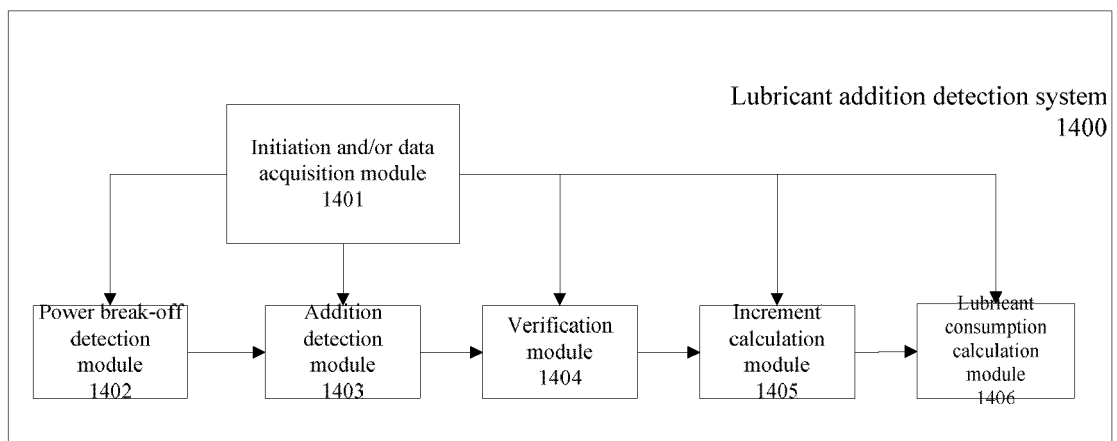 Lubricant addition detection system
1400
Initiation and/or data
acquisition module
1401
Power break-off
detection
module
1402
Addition
detection
module
1403
Verification
module
1404
Increment
calculation
module
1405
Lubricant
consumption
calculation
module
1406